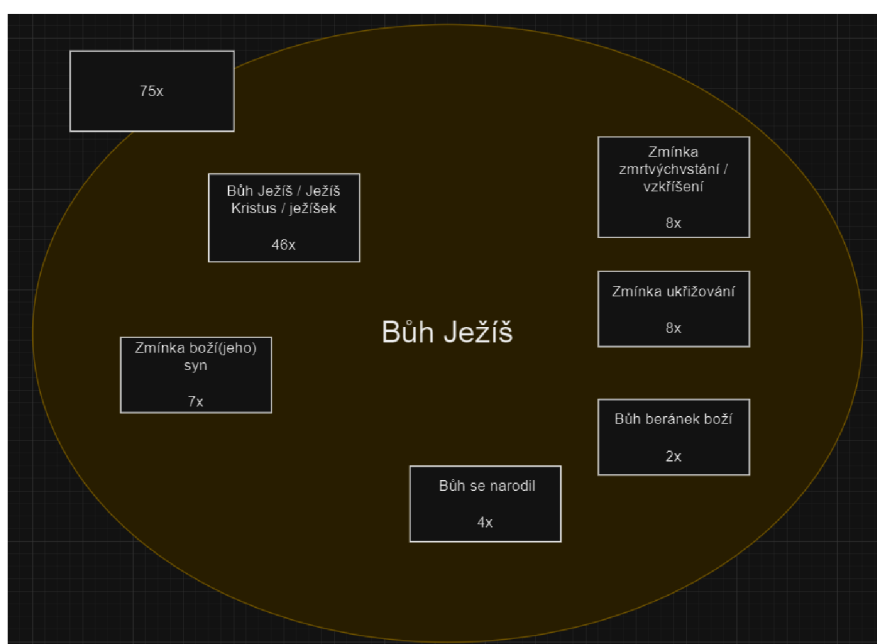 75x
Bůh Ježíš / Ježíš
Kristus / ježíšek
46x
Zmínka
zmrtvýchvstání /
vzkříšení
8x
Zmínka ukřižování
8x
Bůh Ježíš
Zmínka boží(jeho)
syn
7x
Bůh beránek boží
2x
Bůh se narodil
4x